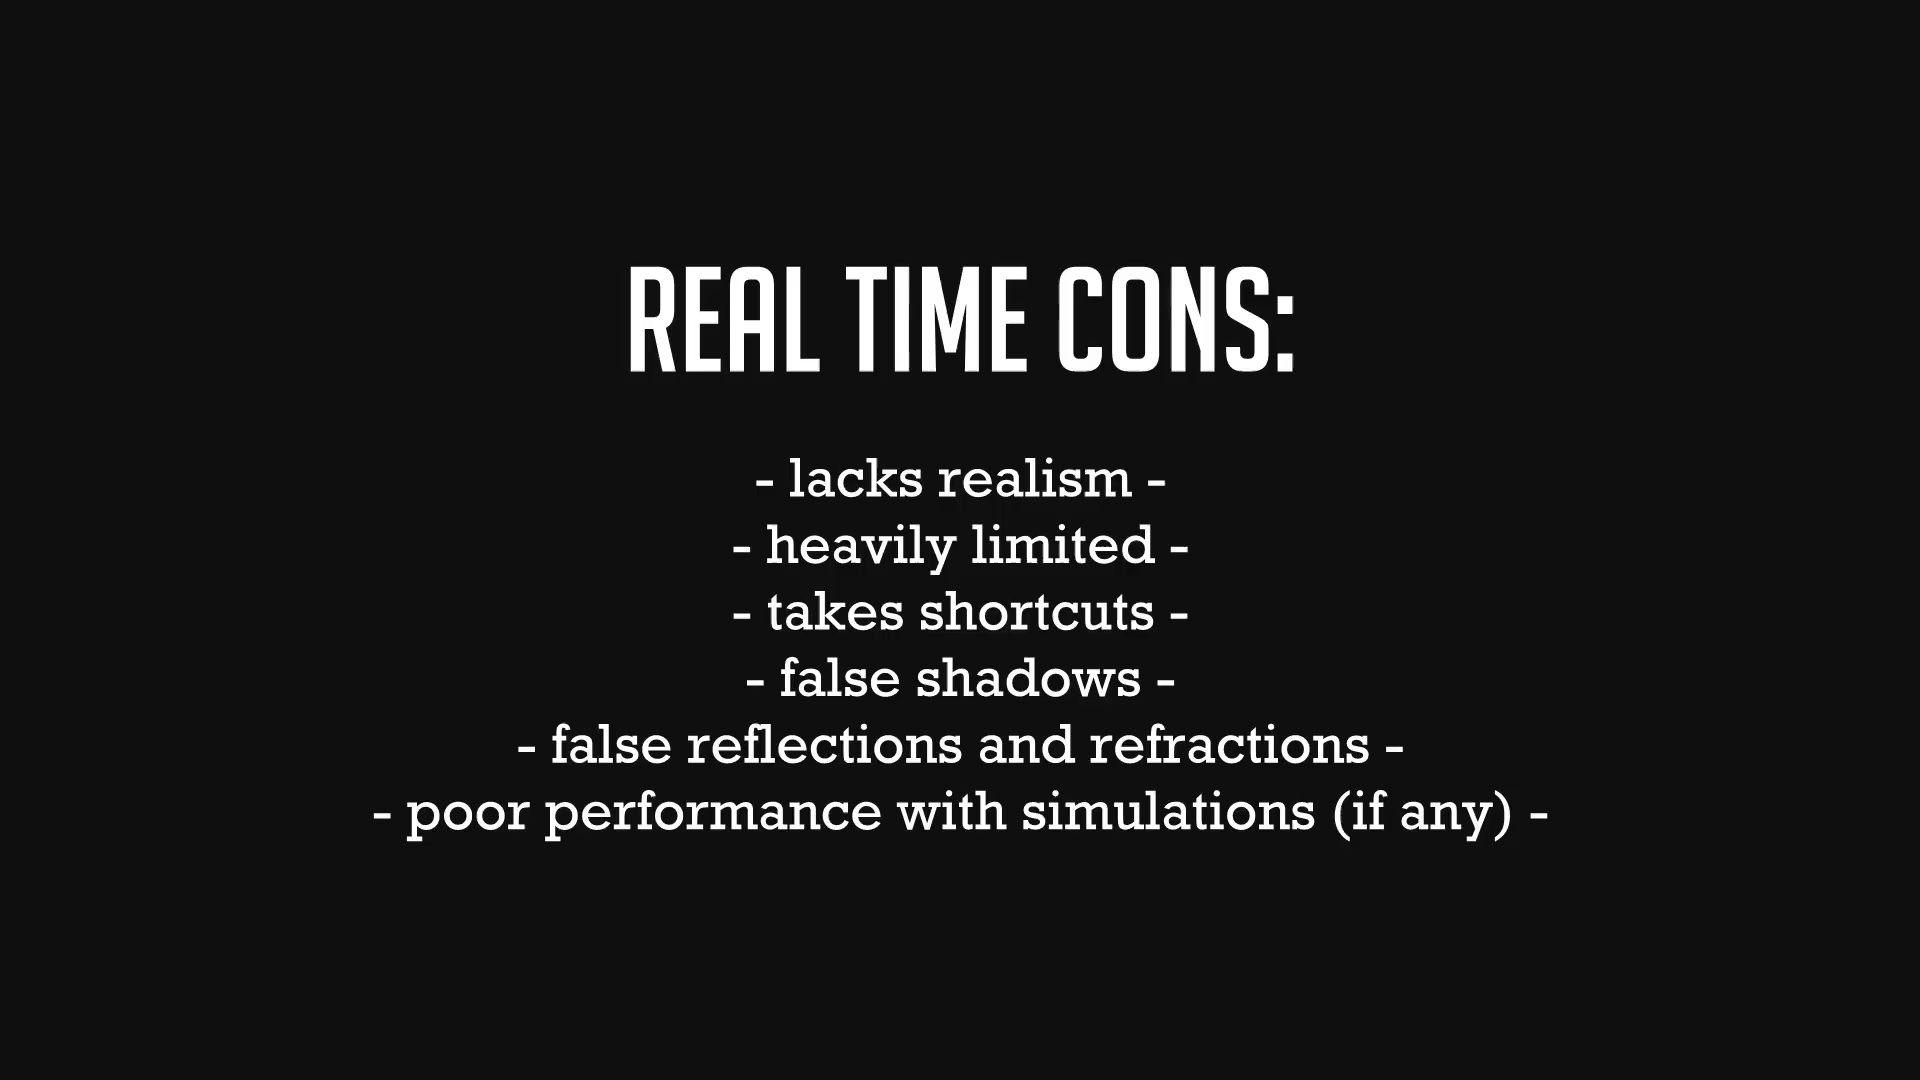 REAL TIME CONS:
- lacks realism -
- heavily limited -
- takes shortcuts -
- false shadows -
- false reflections and refractions -
- poor performance with simulations (if any) -